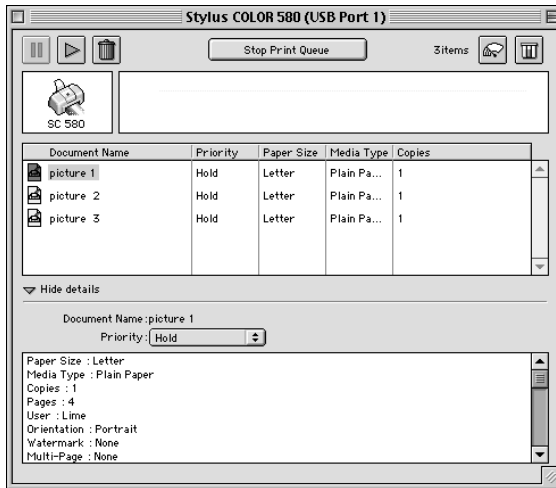 Stylus COLOR 580 (USB Port 1)
Stop Print Queue
3items
SC 580
Document Name Priority Paper Size Media Type Copies
picture 1 Hold Letter Plain Pa... 1
picture 2 Hold Letter Plain Pa... 1
picture 3 Hold Letter Plain Pa... 1
Hide details
Document Name :picture 1
Priority: Hold
Paper Size : Letter
Media Type : Plain Paper
Copies : 1
Pages : 4
User : Lime
Orientation : Portrait
Watermark : None
Multi-Page : None